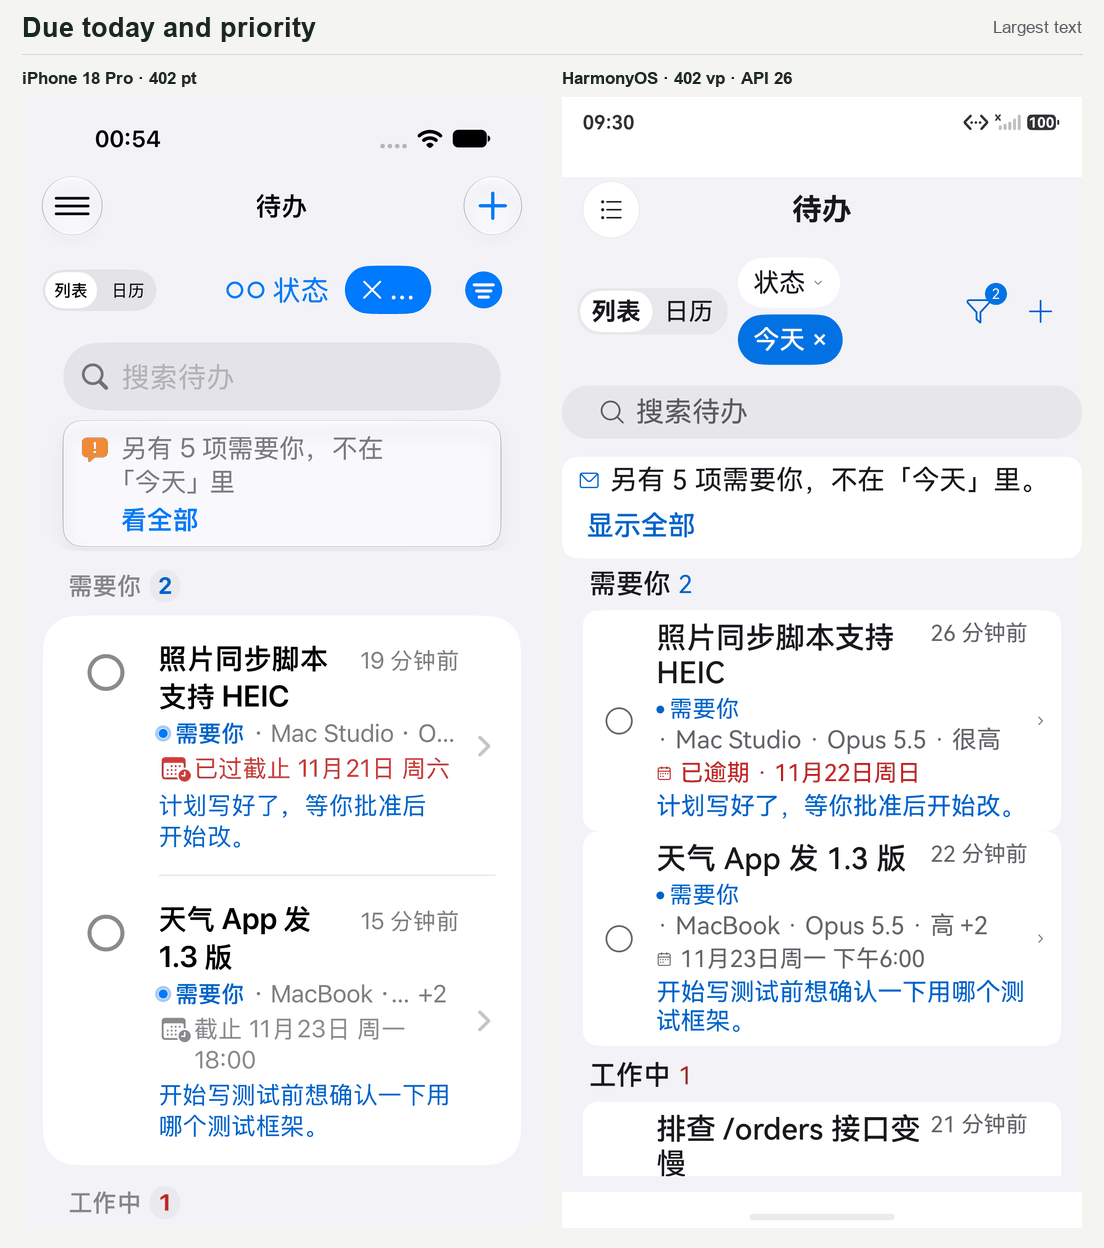 Due today and priority
Largest text
iPhone 18 Pro · 402 pt
00:54
待办
列表
日历
状态
...
搜索待办
另有 5 项需要你，不在
「今天」里
看全部
需要你 2
照片同步脚本
支持 HEIC
19 分钟前
需要你 · Mac Studio · O...
已过截止 11月21日 周六
计划写好了，等你批准后
开始改。
天气 App 发
1.3 版
15 分钟前
需要你 · MacBook ·... +2
截止 11月23日 周一
18:00
开始写测试前想确认一下用
哪个测试框架。
工作中 1
HarmonyOS · 402 vp · API 26
09:30
100
待办
列表
日历
状态
今天 ×
2
搜索待办
另有 5 项需要你，不在「今天」里。
显示全部
需要你 2
照片同步脚本支持
HEIC
26 分钟前
需要你
· Mac Studio · Opus 5.5 · 很高
已逾期 · 11月22日周日
计划写好了，等你批准后开始改。
天气 App 发 1.3 版
22 分钟前
需要你
· MacBook · Opus 5.5 · 高 +2
11月23日周一 下午6:00
开始写测试前想确认一下用哪个测
试框架。
工作中 1
排查 /orders 接口变
慢
21 分钟前